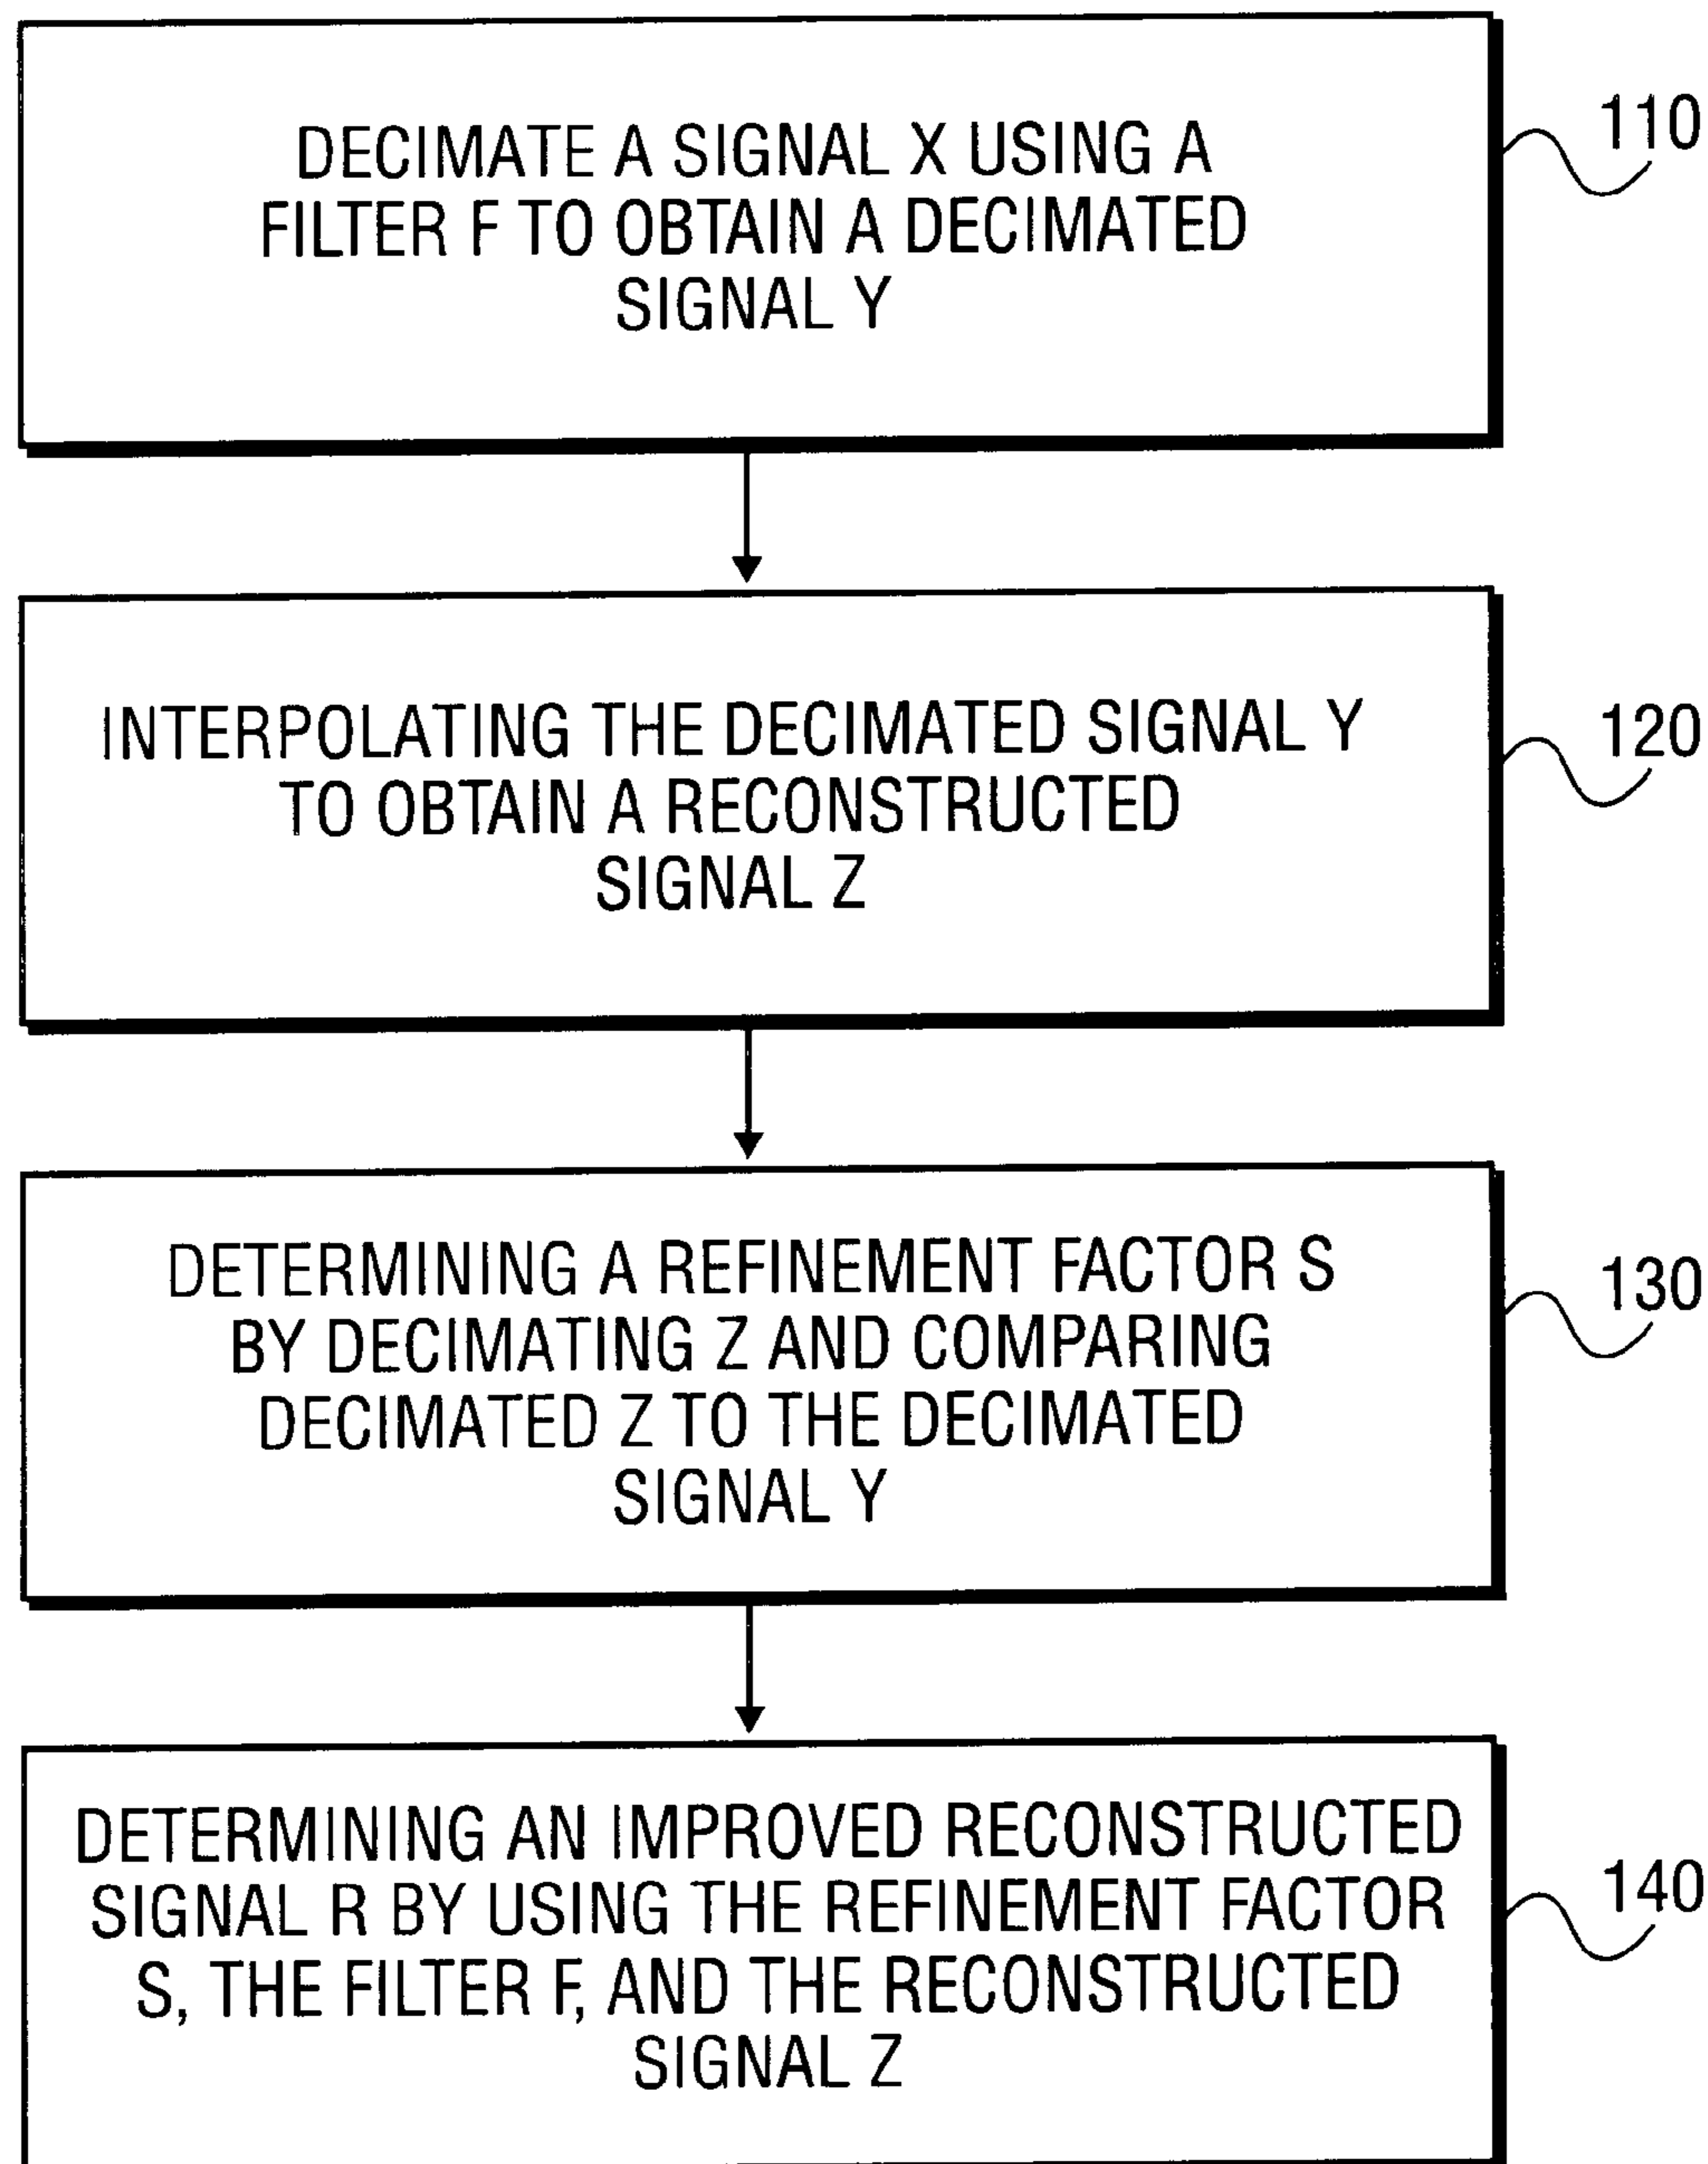 DECIMATE A SIGNAL X USING A
FILTER F TO OBTAIN A DECIMATED
SIGNAL Y
110
INTERPOLATING THE DECIMATED SIGNAL Y
TO OBTAIN A RECONSTRUCTED
SIGNAL Z
120
DETERMINING A REFINEMENT FACTOR S
BY DECIMATING Z AND COMPARING
DECIMATED Z TO THE DECIMATED
SIGNAL Y
130
DETERMINING AN IMPROVED RECONSTRUCTED
SIGNAL R BY USING THE REFINEMENT FACTOR
S, THE FILTER F, AND THE RECONSTRUCTED
SIGNAL Z
140